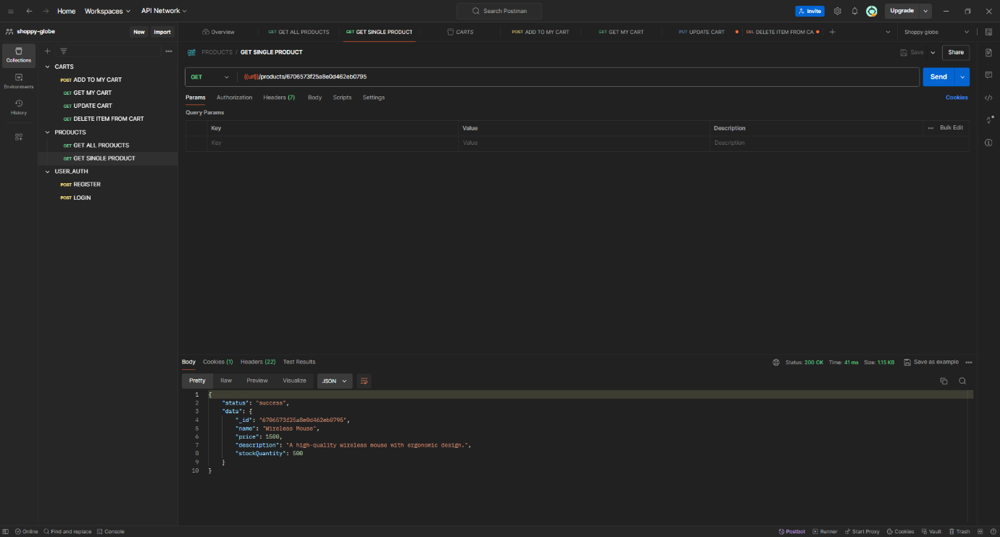 Home Workspaces API Network Search Postman Invite Upgrade
shoppy-globe New Import
Overview GET GET ALL PRODUCTS GET GET SINGLE PRODUCT CARTS POST ADD TO MY CART GET GET MY CART PUT UPDATE CART DEL DELETE ITEM FROM CA Shoppy globe
Collections
Environments
History
CARTS
POST ADD TO MY CART
GET GET MY CART
GET UPDATE CART
GET DELETE ITEM FROM CART
PRODUCTS
GET GET ALL PRODUCTS
GET GET SINGLE PRODUCT
USER_AUTH
POST REGISTER
POST LOGIN
PRODUCTS / GET SINGLE PRODUCT Save Share
GET {{url}}/products/6706573f25a8e0d462eb0795 Send
Params Authorization Headers (7) Body Scripts Settings Cookies
Query Params
Key Value Description Bulk Edit
Key Value Description
Body Cookies (1) Headers (22) Test Results Status: 200 OK Time: 41 ms Size: 1.15 KB Save as example
Pretty Raw Preview Visualize JSON
1 {
2 "status": "success",
3 "data": {
4 "_id": "6706573f25a8e0d462eb0795",
5 "name": "Wireless Mouse",
6 "price": 1500,
7 "description": "A high-quality wireless mouse with ergonomic design.",
8 "stockQuantity": 500
9 }
10 }
Online Find and replace Console Postbot Runner Start Proxy Cookies Vault Trash